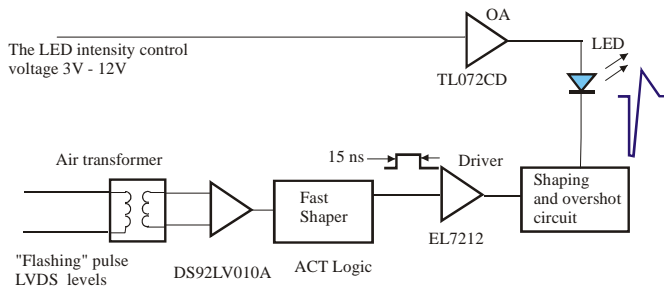 OA
The LED intensity control
voltage 3V - 12V
LED
TL072CD
Air transformer
15 ns
Driver
Fast
Shaper
Shaping
and overshot
circuit
EL7212
"Flashing" pulse
LVDS levels
DS92LV010A
ACT Logic